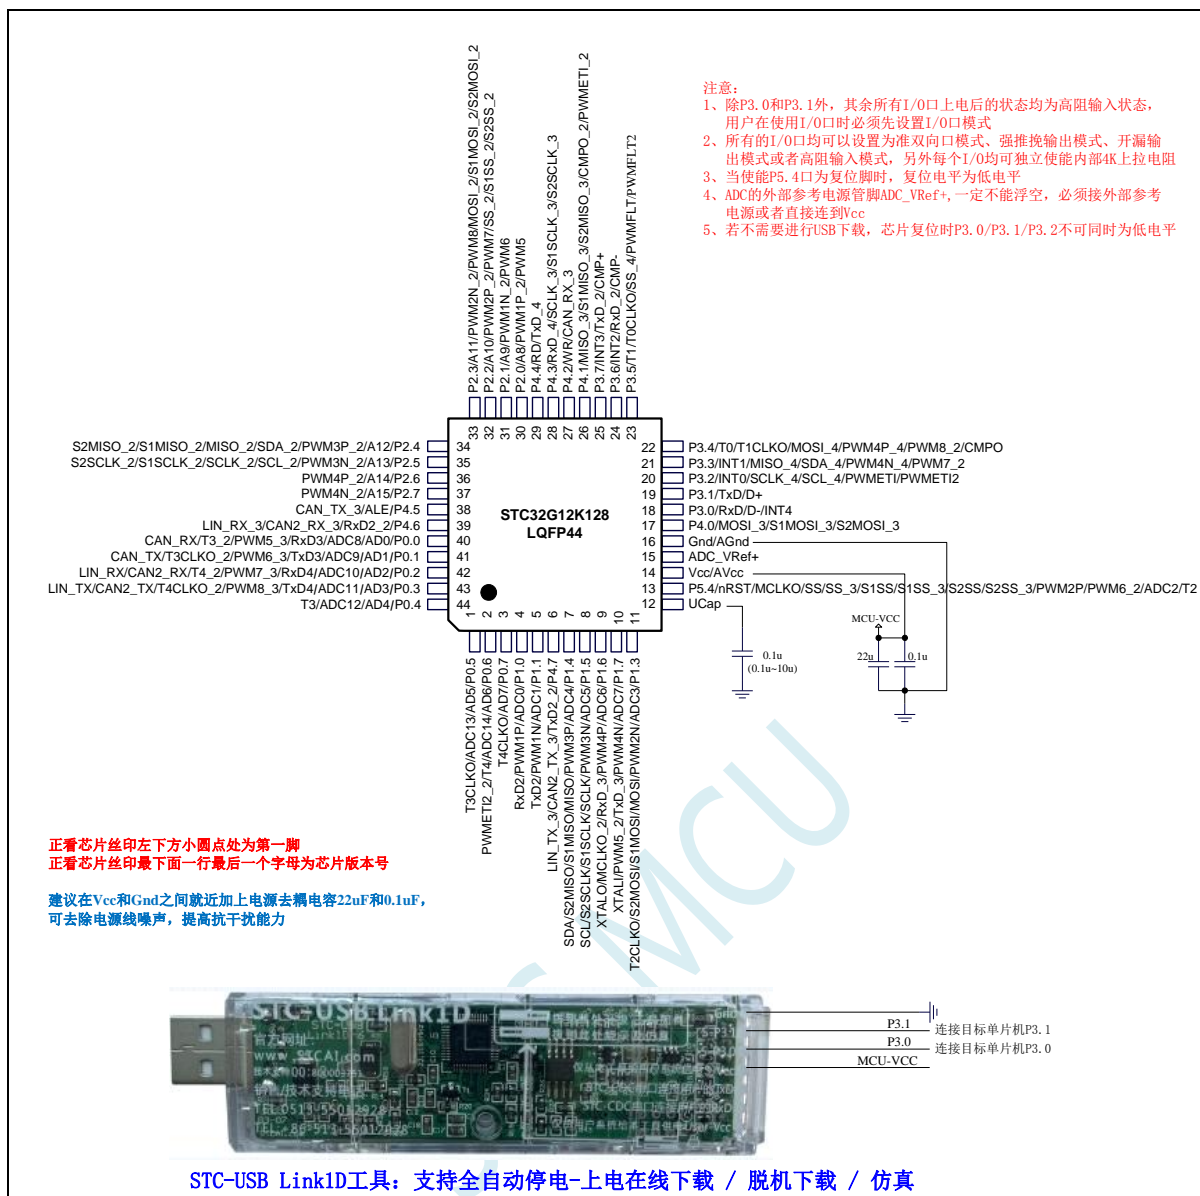 注意：
1、除P3.0和P3.1外，其余所有I/O口上电后的状态均为高阻输入状态，
用户在使用I/O口时必须先设置I/O口模式
2、所有的I/O口均可以设置为准双向口模式、强推挽输出模式、开漏输
出模式或者高阻输入模式，另外每个I/O均可独立使能内部4K上拉电阻
3、当使能P5.4口为复位脚时，复位电平为低电平
4、ADC的外部参考电源管脚ADC_VRef+,一定不能浮空，必须接外部参考
电源或者直接连到Vcc
5、若不需要进行USB下载，芯片复位时P3.0/P3.1/P3.2不可同时为低电平
P2.3/A11/PWM2N_2/PWM8/MOSI_2/S1MOSI_2/S2MOSI_2
P2.2/A10/PWM2P_2/PWM7/SS_2/S1SS_2/S2SS_2
P2.1/A9/PWM1N_2/PWM6
P2.0/A8/PWM1P_2/PWM5
P4.4/RD/TxD_4
P4.3/RxD_4/SCLK_3/S1SCLK_3/S2SCLK_3
P4.2/WR/CAN_RX_3
P4.1/MISO_3/S1MISO_3/S2MISO_3/CMPO_2/PWMETI_2
P3.7/INT3/TxD_2/CMP+
P3.6/INT2/RxD_2/CMP-
P3.5/T1/T0CLKO/SS_4/PWMFLT/PWMFLT2
33 32 31 30 29 28 27 26 25 24 23
S2MISO_2/S1MISO_2/MISO_2/SDA_2/PWM3P_2/A12/P2.4 34
S2SCLK_2/S1SCLK_2/SCLK_2/SCL_2/PWM3N_2/A13/P2.5 35
PWM4P_2/A14/P2.6 36
PWM4N_2/A15/P2.7 37
CAN_TX_3/ALE/P4.5 38
LIN_RX_3/CAN2_RX_3/RxD2_2/P4.6 39
CAN_RX/T3_2/PWM5_3/RxD3/ADC8/AD0/P0.0 40
CAN_TX/T3CLKO_2/PWM6_3/TxD3/ADC9/AD1/P0.1 41
LIN_RX/CAN2_RX/T4_2/PWM7_3/RxD4/ADC10/AD2/P0.2 42
LIN_TX/CAN2_TX/T4CLKO_2/PWM8_3/TxD4/ADC11/AD3/P0.3 43
T3/ADC12/AD4/P0.4 44
STC32G12K128
LQFP44
22 P3.4/T0/T1CLKO/MOSI_4/PWM4P_4/PWM8_2/CMPO
21 P3.3/INT1/MISO_4/SDA_4/PWM4N_4/PWM7_2
20 P3.2/INT0/SCLK_4/SCL_4/PWMETI/PWMETI2
19 P3.1/TxD/D+
18 P3.0/RxD/D-/INT4
17 P4.0/MOSI_3/S1MOSI_3/S2MOSI_3
16 Gnd/AGnd
15 ADC_VRef+
14 Vcc/AVcc
13 P5.4/nRST/MCLKO/SS/SS_3/S1SS/S1SS_3/S2SS/S2SS_3/PWM2P/PWM6_2/ADC2/T2
12 UCap
1 2 3 4 5 6 7 8 9 10 11
T3CLKO/ADC13/AD5/P0.5
PWMETI2_2/T4/ADC14/AD6/P0.6
T4CLKO/AD7/P0.7
RxD2/PWM1P/ADC0/P1.0
TxD2/PWM1N/ADC1/P1.1
LIN_TX_3/CAN2_TX_3/TxD2_2/P4.7
SDA/S2MISO/S1MISO/MISO/PWM3P/ADC4/P1.4
SCL/S2SCLK/S1SCLK/SCLK/PWM3N/ADC5/P1.5
XTALO/MCLKO_2/RxD_3/PWM4P/ADC6/P1.6
XTALI/PWM5_2/TxD_3/PWM4N/ADC7/P1.7
T2CLKO/S2MOSI/S1MOSI/MOSI/PWM2N/ADC3/P1.3
MCU-VCC
22u
0.1u
0.1u
(0.1u~10u)
正看芯片丝印左下方小圆点处为第一脚
正看芯片丝印最下面一行最后一个字母为芯片版本号
建议在Vcc和Gnd之间就近加上电源去耦电容22uF和0.1uF，
可去除电源线噪声，提高抗干扰能力
MCU
STC-USB Link1D
官方网址：
www.STCAI.com
TEL:0513-55012928
P3.1 连接目标单片机P3.1
P3.0 连接目标单片机P3.0
MCU-VCC
STC-USB Link1D工具：支持全自动停电-上电在线下载 / 脱机下载 / 仿真